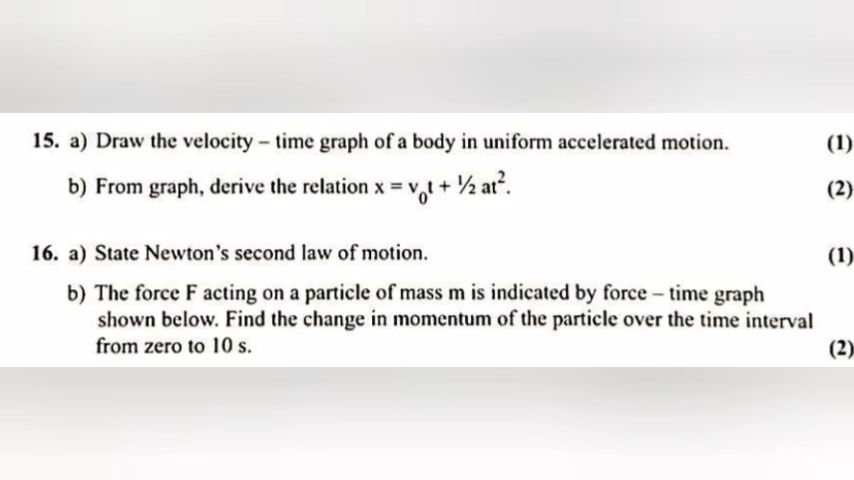 15. a) Draw the velocity – time graph of a body in uniform accelerated motion. (1)
b) From graph, derive the relation x = v₀t + ½ at². (2)
16. a) State Newton's second law of motion. (1)
b) The force F acting on a particle of mass m is indicated by force – time graph
shown below. Find the change in momentum of the particle over the time interval
from zero to 10 s. (2)